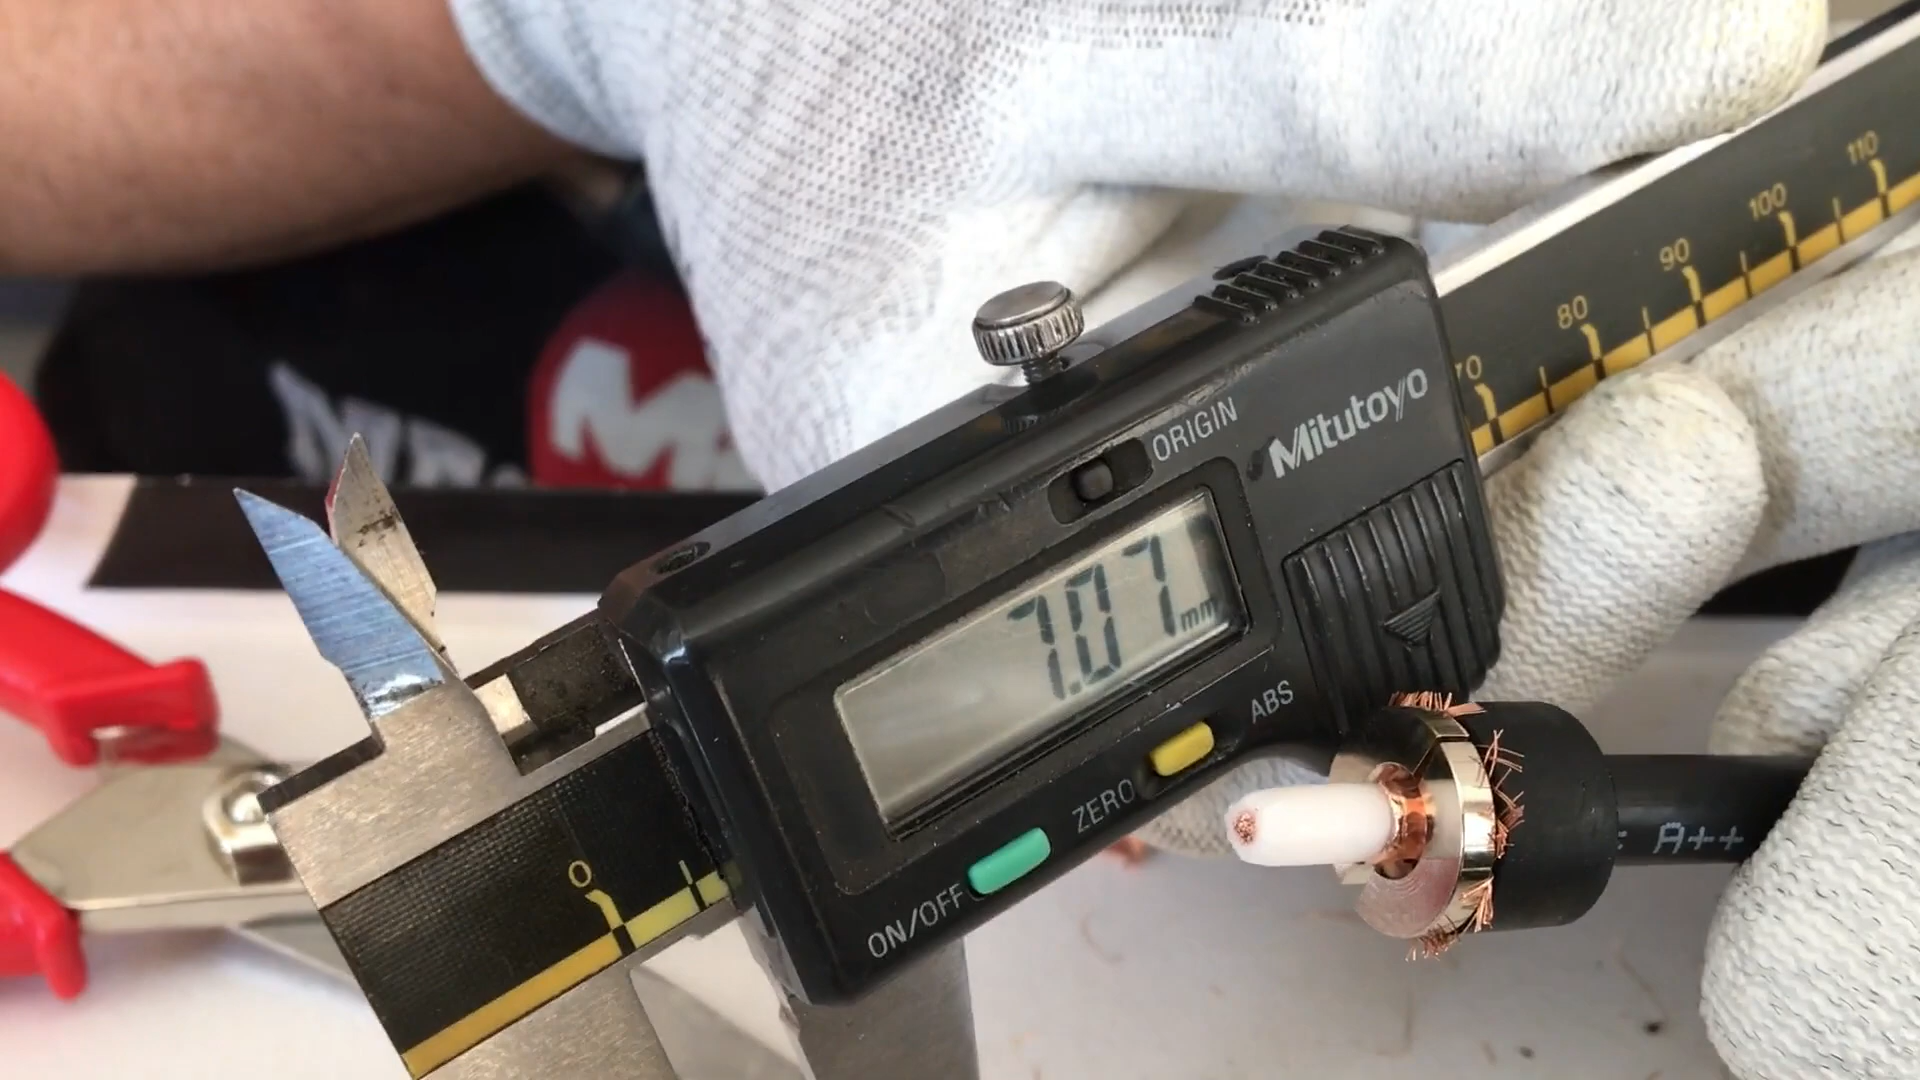 110
100
90
80
70
Mitutoyo
ORIGIN
7.07 mm
ABS
ZERO
ON/OFF
0
A++